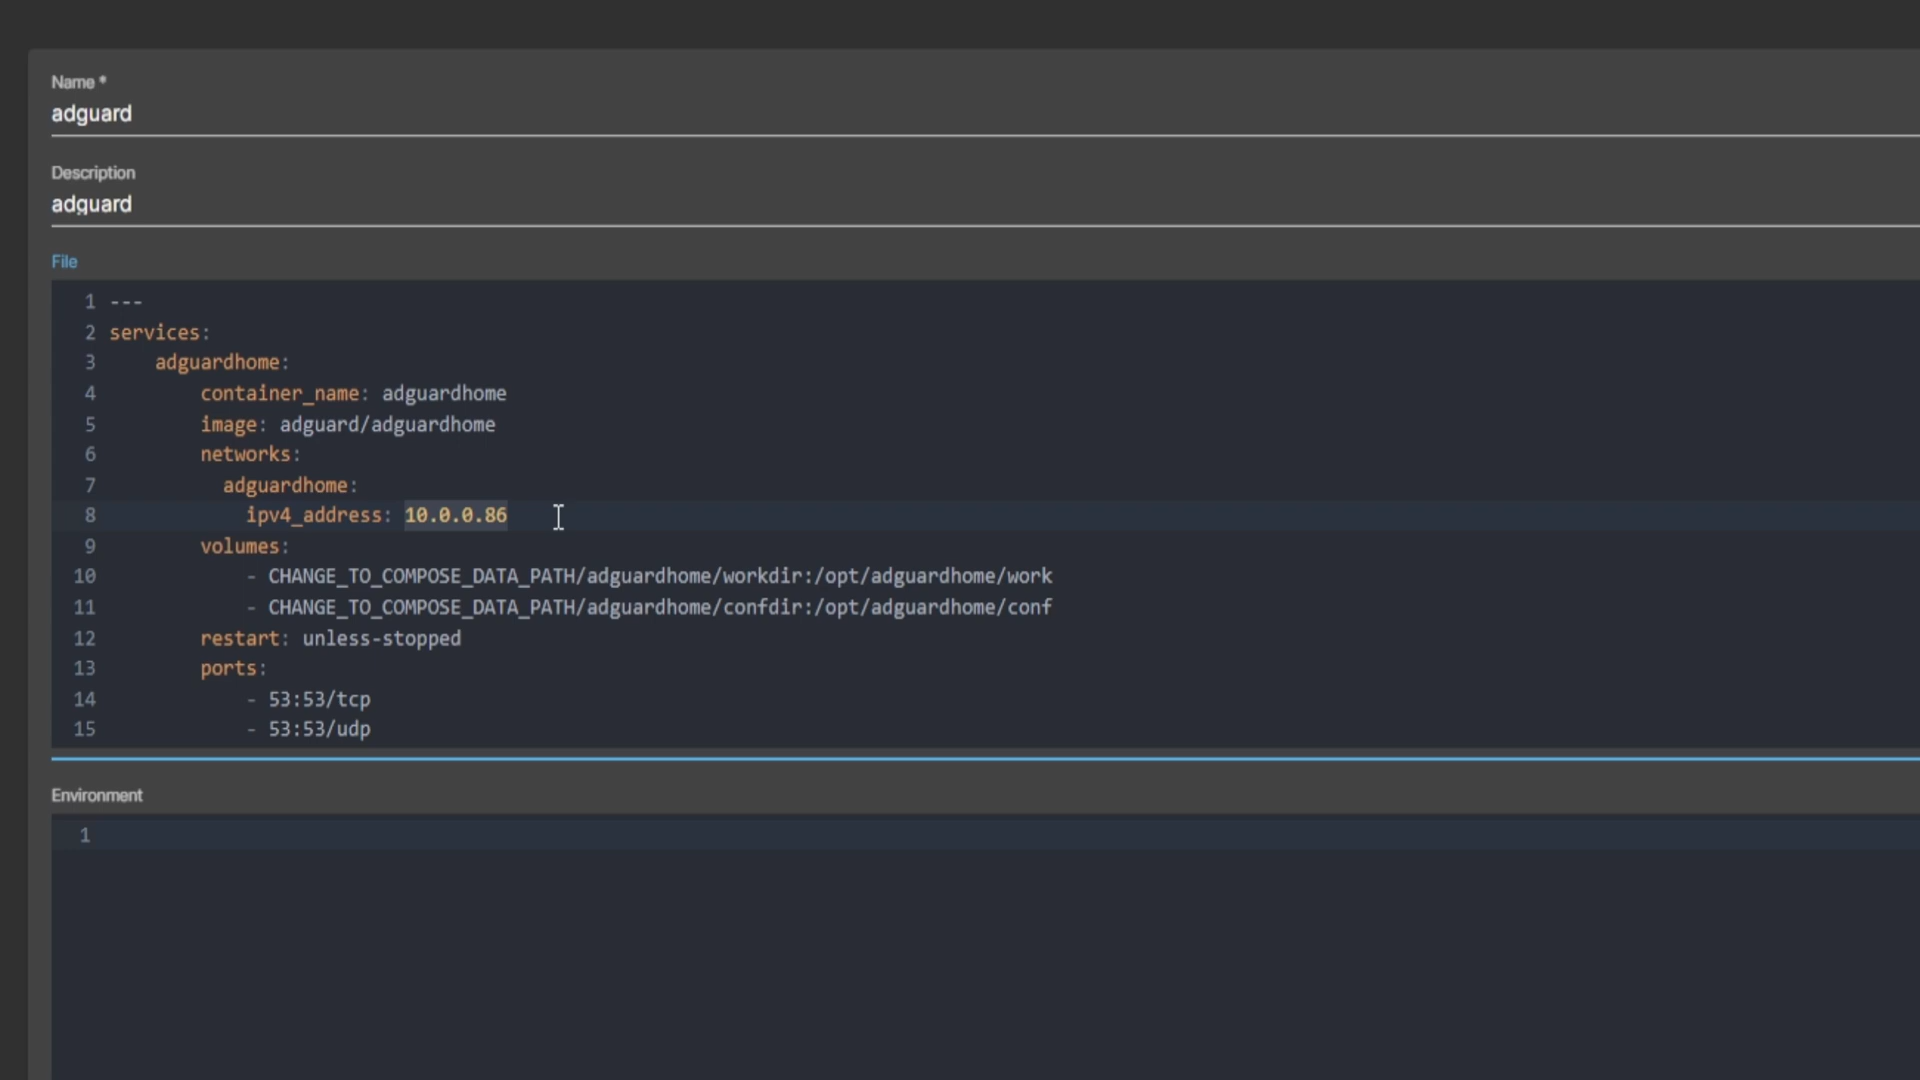 Name *
adguard
Description
adguard
File
1 ---
2 services:
3     adguardhome:
4         container_name: adguardhome
5         image: adguard/adguardhome
6         networks:
7           adguardhome:
8             ipv4_address: 10.0.0.86
9         volumes:
10             - CHANGE_TO_COMPOSE_DATA_PATH/adguardhome/workdir:/opt/adguardhome/work
11             - CHANGE_TO_COMPOSE_DATA_PATH/adguardhome/confdir:/opt/adguardhome/conf
12         restart: unless-stopped
13         ports:
14             - 53:53/tcp
15             - 53:53/udp
Environment
1